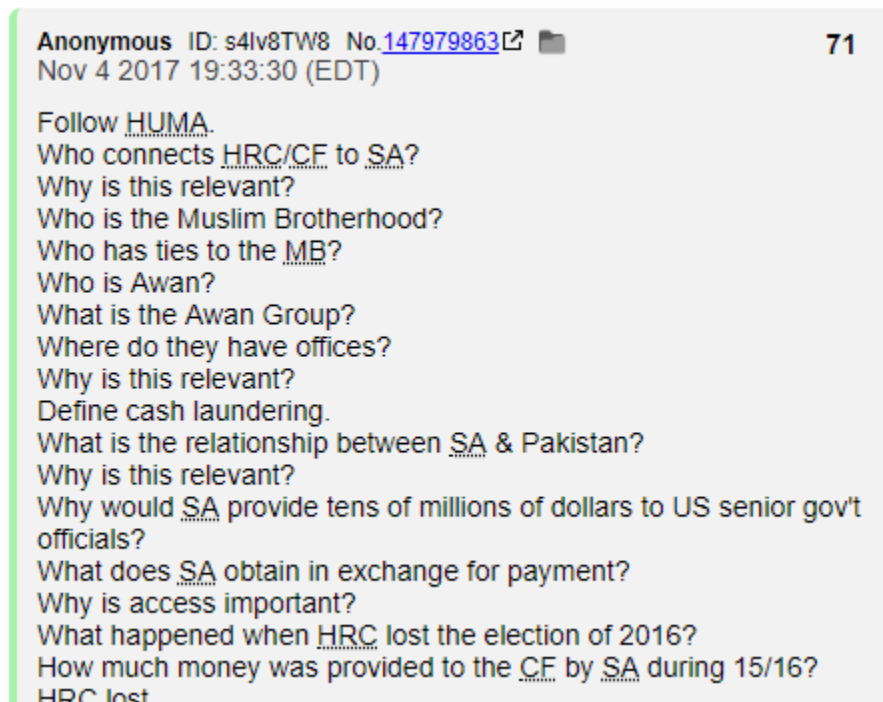 Anonymous ID: s4Iv8TW8 No.147979863 71
Nov 4 2017 19:33:30 (EDT)
Follow HUMA.
Who connects HRC/CF to SA?
Why is this relevant?
Who is the Muslim Brotherhood?
Who has ties to the MB?
Who is Awan?
What is the Awan Group?
Where do they have offices?
Why is this relevant?
Define cash laundering.
What is the relationship between SA & Pakistan?
Why is this relevant?
Why would SA provide tens of millions of dollars to US senior gov't
officials?
What does SA obtain in exchange for payment?
Why is access important?
What happened when HRC lost the election of 2016?
How much money was provided to the CF by SA during 15/16?
HRC lost.